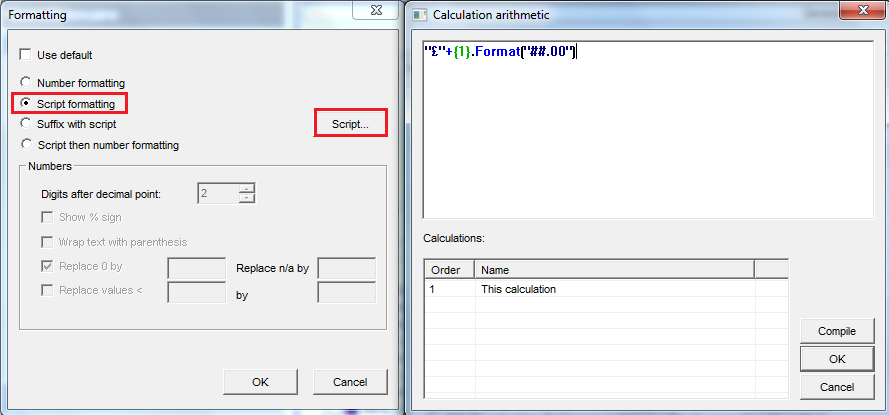 Formatting
Use default
Number formatting
Script formatting
Suffix with script
Script...
Script then number formatting
Numbers
Digits after decimal point:
2
Show % sign
Wrap text with parenthesis
Replace 0 by
Replace n/a by
Replace values <
by
OK
Cancel
Calculation arithmetic
"£"+{1}.Format("##.00")
Calculations:
Order Name
1 This calculation
Compile
OK
Cancel